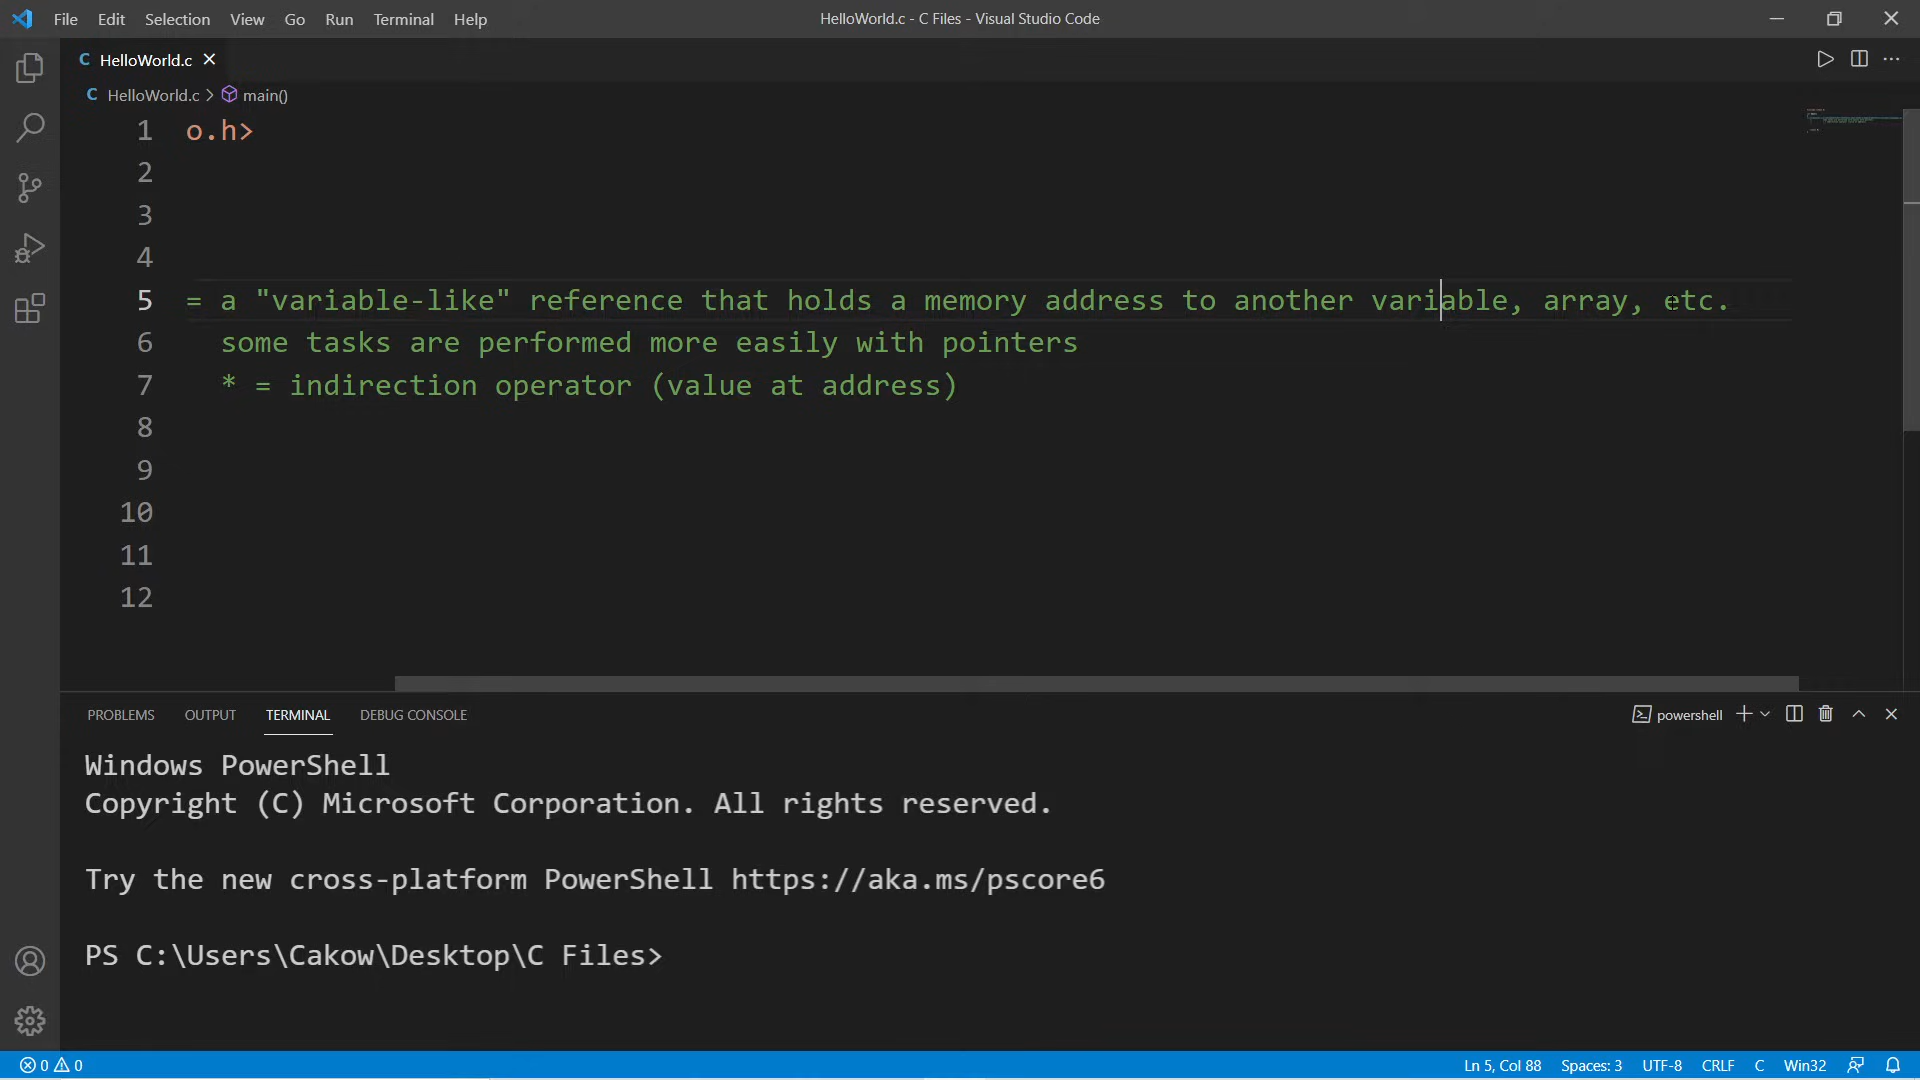 File Edit Selection View Go Run Terminal Help HelloWorld.c - C Files - Visual Studio Code
C HelloWorld.c
C HelloWorld.c > main()
1 o.h>
2
3
4
5 = a "variable-like" reference that holds a memory address to another variable, array, etc.
6 some tasks are performed more easily with pointers
7 * = indirection operator (value at address)
8
9
10
11
12
PROBLEMS OUTPUT TERMINAL DEBUG CONSOLE powershell
Windows PowerShell
Copyright (C) Microsoft Corporation. All rights reserved.
Try the new cross-platform PowerShell https://aka.ms/pscore6
PS C:\Users\Cakow\Desktop\C Files>
0 0 Ln 5, Col 88 Spaces: 3 UTF-8 CRLF C Win32